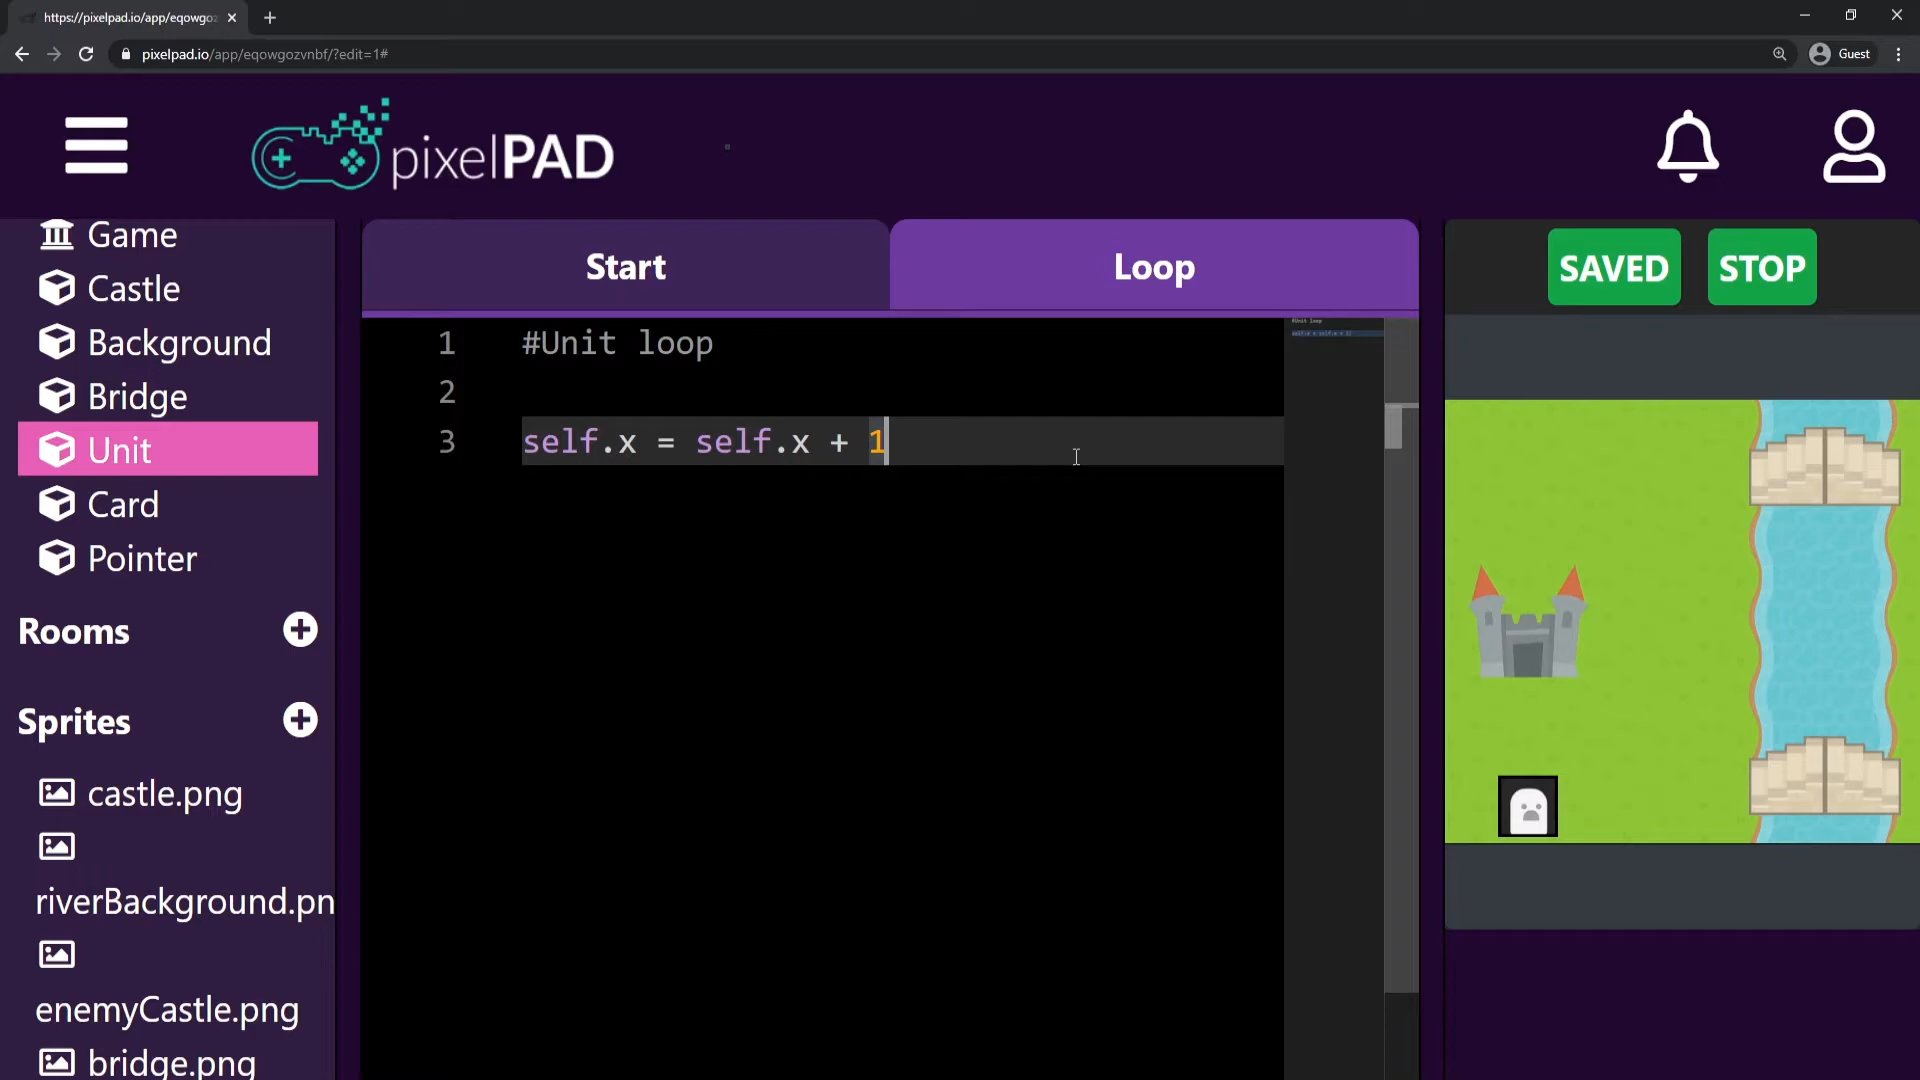 https://pixelpad.io/app/eqowgoz
pixelpad.io/app/eqowgozvnbf/?edit=1#
Guest
pixelPAD
Game
Castle
Background
Bridge
Unit
Card
Pointer
Rooms
Sprites
castle.png
riverBackground.pn
enemyCastle.png
bridge.png
Start
Loop
1 #Unit loop
2
3 self.x = self.x + 1
SAVED
STOP